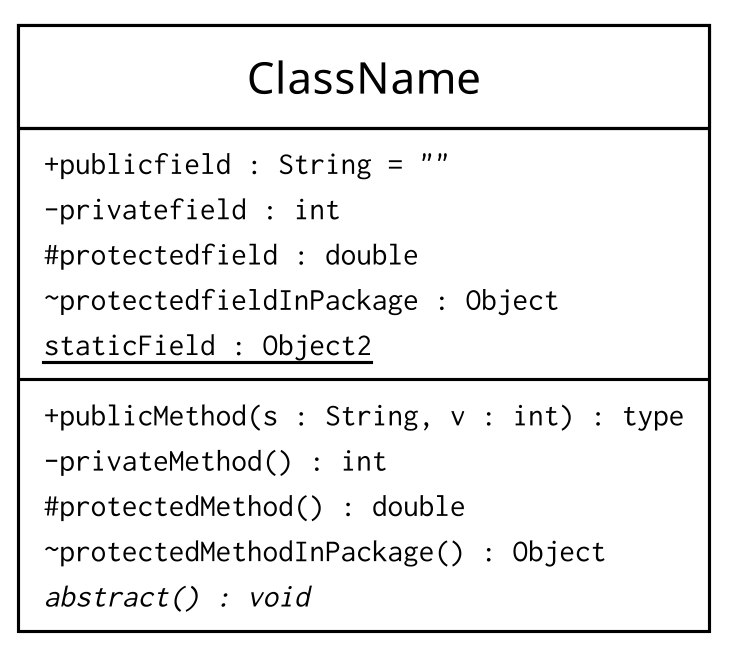 ClassName
+publicfield : String = ""
-privatefield : int
#protectedfield : double
~protectedfieldInPackage : Object
staticField : Object2
+publicMethod(s : String, v : int) : type
-privateMethod() : int
#protectedMethod() : double
~protectedMethodInPackage() : Object
abstract() : void